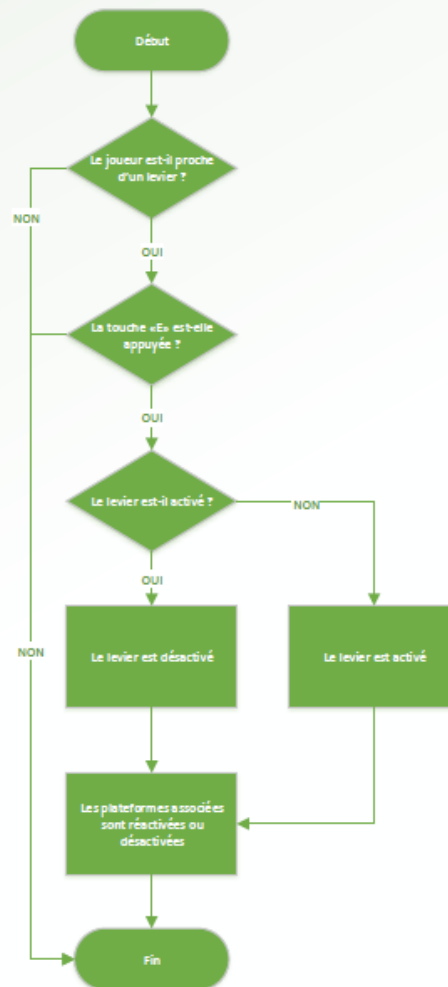 Début
Le joueur est-il proche
d'un levier ?
NON
OUI
La touche «E» est-elle
appuyée ?
OUI
Le levier est-il activé ?
NON
OUI
Le levier est désactivé
Le levier est activé
NON
Les plateformes associées
sont réactivées ou
désactivées
Fin